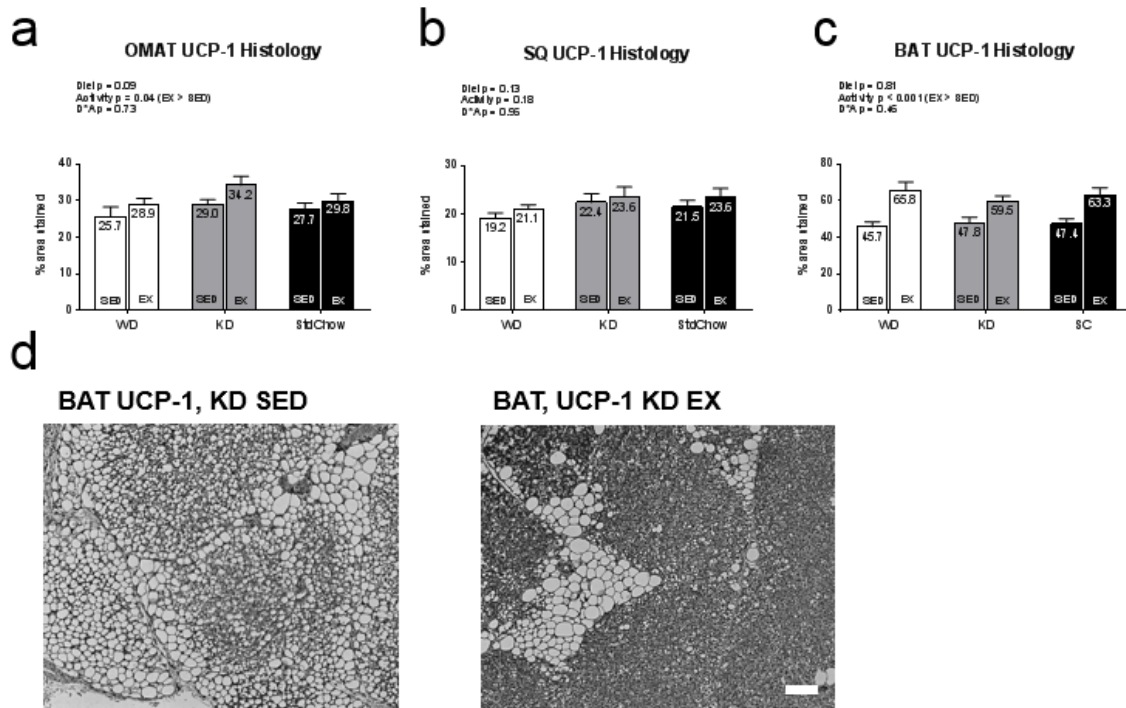 a
OMAT UCP-1 Histology
Diet p = 0.09
Activity p = 0.04 (EX > SED)
D*A p = 0.73
% area stained
40
30
20
10
0
25.7
28.9
29.0
34.2
27.7
29.8
SED
EX
SED
EX
SED
EX
WD
KD
StdChow
b
SQ UCP-1 Histology
Diet p = 0.13
Activity p = 0.18
D*A p = 0.96
% area stained
30
20
10
0
19.2
21.1
22.4
23.6
21.5
23.6
SED
EX
SED
EX
SED
EX
WD
KD
StdChow
c
BAT UCP-1 Histology
Diet p = 0.81
Activity p < 0.001 (EX > SED)
D*A p = 0.45
% area stained
80
60
40
20
0
45.7
65.8
47.8
59.5
47.4
63.3
SED
EX
SED
EX
SED
EX
WD
KD
SC
d
BAT UCP-1, KD SED
BAT, UCP-1 KD EX